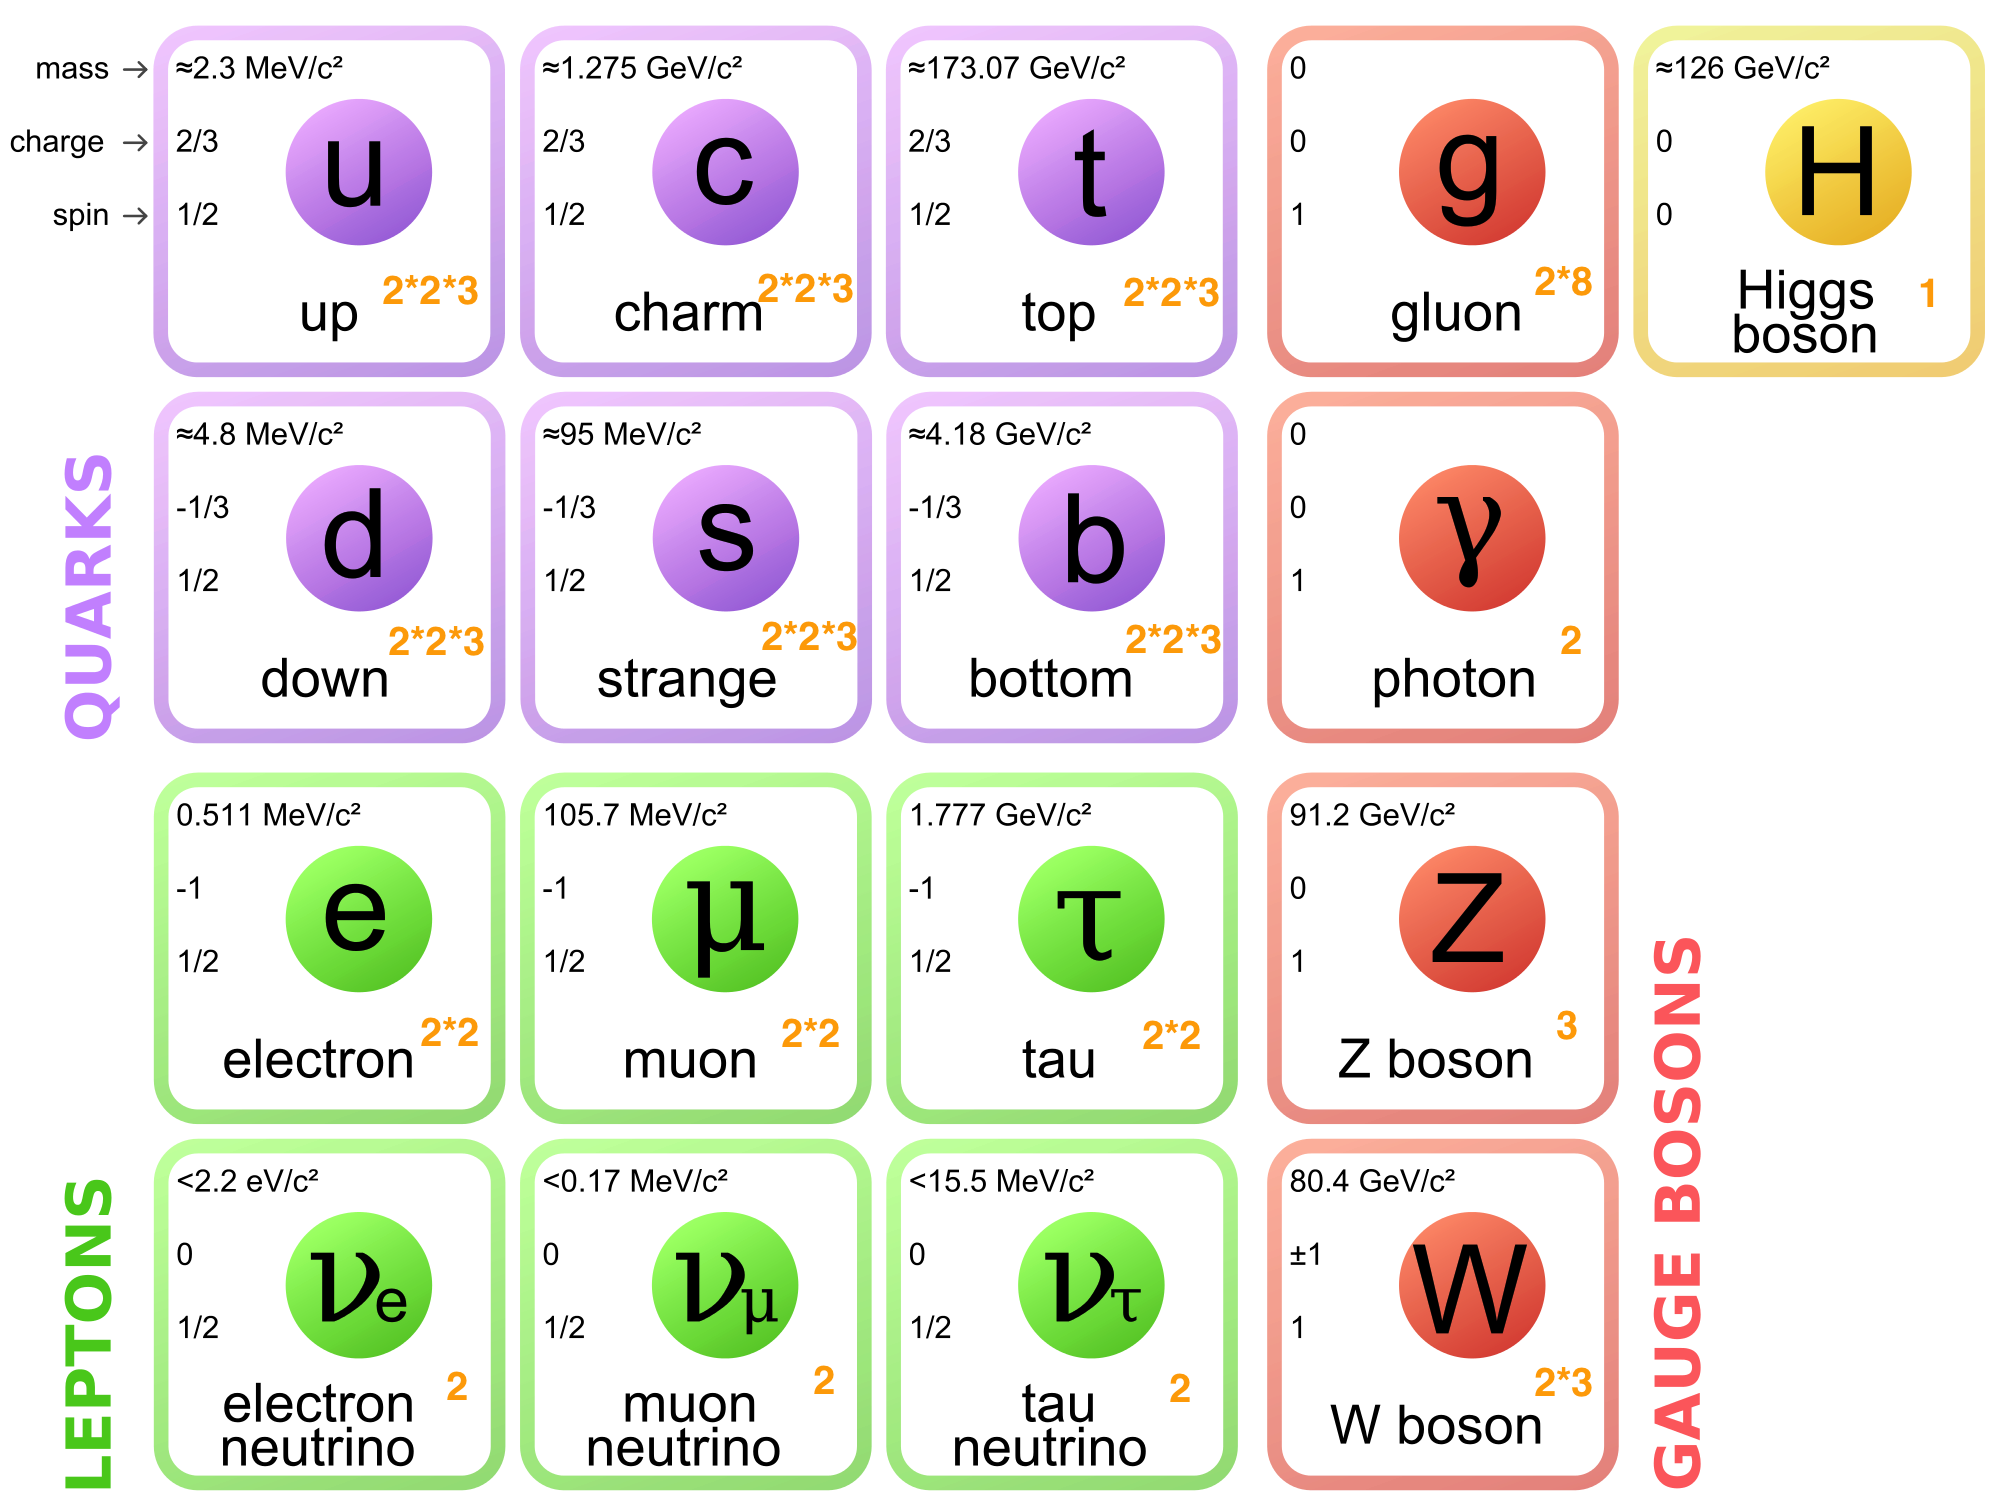 mass → ≈2.3 MeV/c²
charge → 2/3
spin → 1/2
u
2*2*3
up
≈1.275 GeV/c²
2/3
1/2
c
2*2*3
charm
≈173.07 GeV/c²
2/3
1/2
t
2*2*3
top
0
0
1
g
2*8
gluon
≈126 GeV/c²
0
0
H
Higgs
1
boson
QUARKS
≈4.8 MeV/c²
-1/3
1/2
d
2*2*3
down
≈95 MeV/c²
-1/3
1/2
s
2*2*3
strange
≈4.18 GeV/c²
-1/3
1/2
b
2*2*3
bottom
0
0
1
γ
2
photon
LEPTONS
0.511 MeV/c²
-1
1/2
e
2*2
electron
105.7 MeV/c²
-1
1/2
μ
2*2
muon
1.777 GeV/c²
-1
1/2
τ
2*2
tau
91.2 GeV/c²
0
1
Z
3
Z boson
<2.2 eV/c²
0
1/2
νe
2
electron
neutrino
<0.17 MeV/c²
0
1/2
νμ
2
muon
neutrino
<15.5 MeV/c²
0
1/2
ντ
2
tau
neutrino
80.4 GeV/c²
±1
1
W
2*3
W boson
GAUGE BOSONS